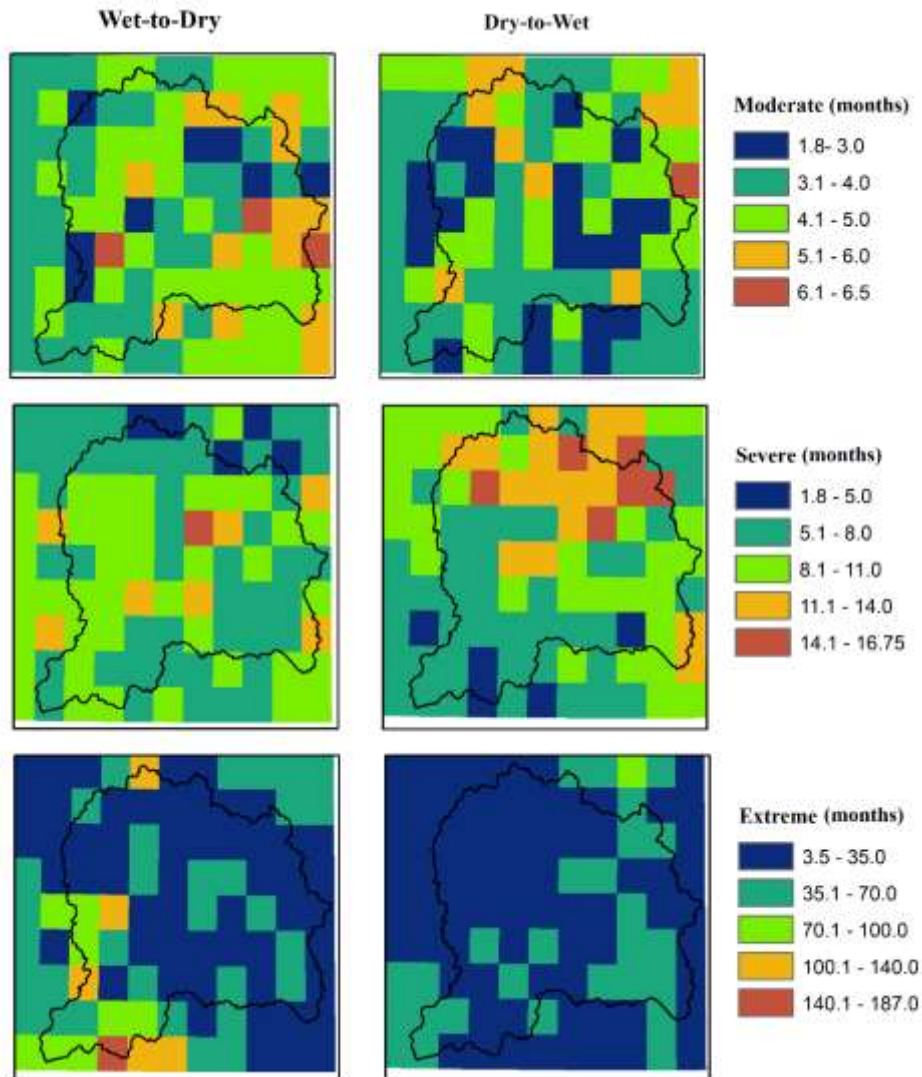 Wet-to-Dry
Dry-to-Wet
Moderate (months)
1.8- 3.0
3.1 - 4.0
4.1 - 5.0
5.1 - 6.0
6.1 - 6.5
Severe (months)
1.8 - 5.0
5.1 - 8.0
8.1 - 11.0
11.1 - 14.0
14.1 - 16.75
Extreme (months)
3.5 - 35.0
35.1 - 70.0
70.1 - 100.0
100.1 - 140.0
140.1 - 187.0